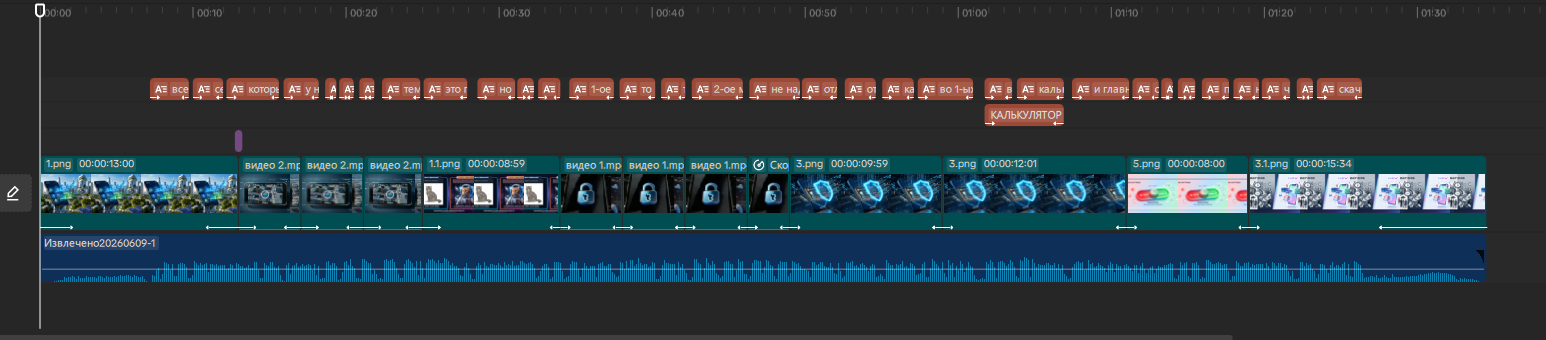 00:00 00:10 00:20 00:30 00:40 00:50 01:00 01:10 01:20 01:30
все которь у н тем это г но 1-ое то 2-ое м не над от ка во 1-ых в каль и главн п ч скач
КАЛЬКУЛЯТОР
1.png 00:00:13:00 видео 2.mp видео 2.mp видео 2.m 1.1.png 00:00:08:59 видео 1.mp видео 1.mp видео 1.mp Ско 3.png 00:00:09:59 3.png 00:00:12:01 5.png 00:00:08:00 3.1.png 00:00:15:34
Извлечено20260609-1